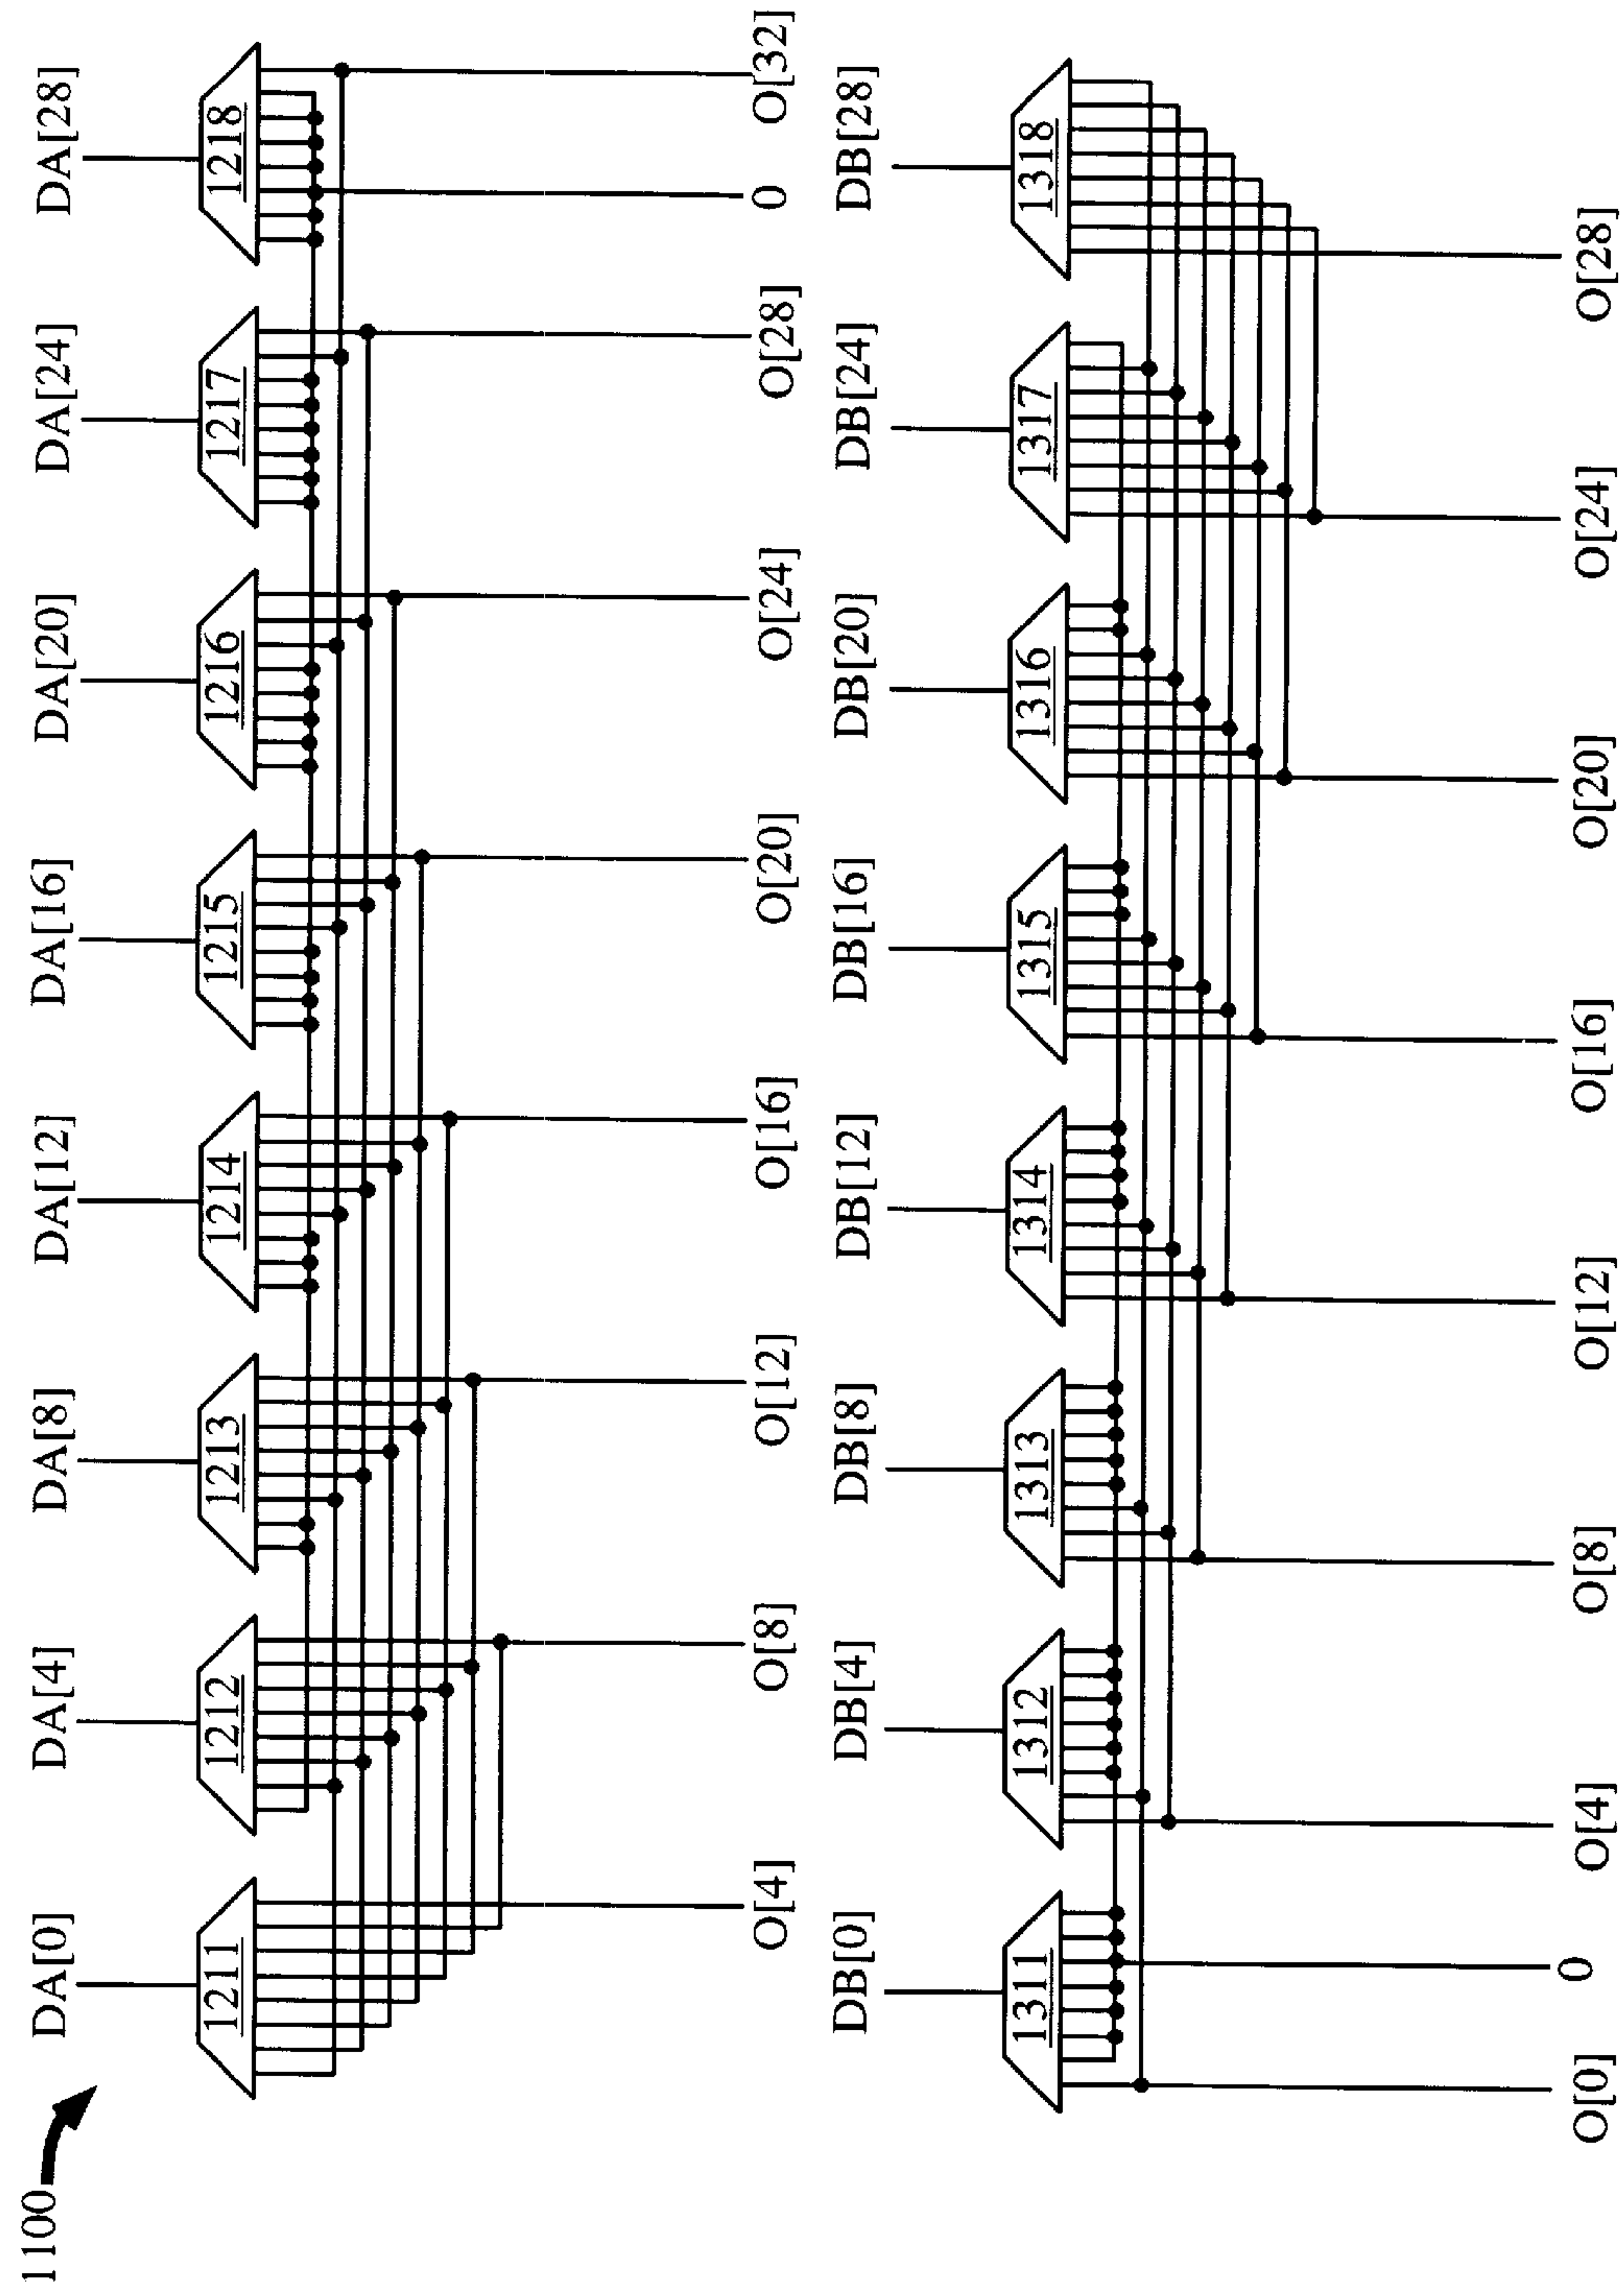 1100
DA[0] DA[4] DA[8] DA[12] DA[16] DA[20] DA[24] DA[28]
1211 1212 1213 1214 1215 1216 1217 1218
O[4] O[8] O[12] O[16] O[20] O[24] O[28] 0 O[32]
DB[0] DB[4] DB[8] DB[12] DB[16] DB[20] DB[24] DB[28]
1311 1312 1313 1314 1315 1316 1317 1318
O[0] 0 O[4] O[8] O[12] O[16] O[20] O[24] O[28]